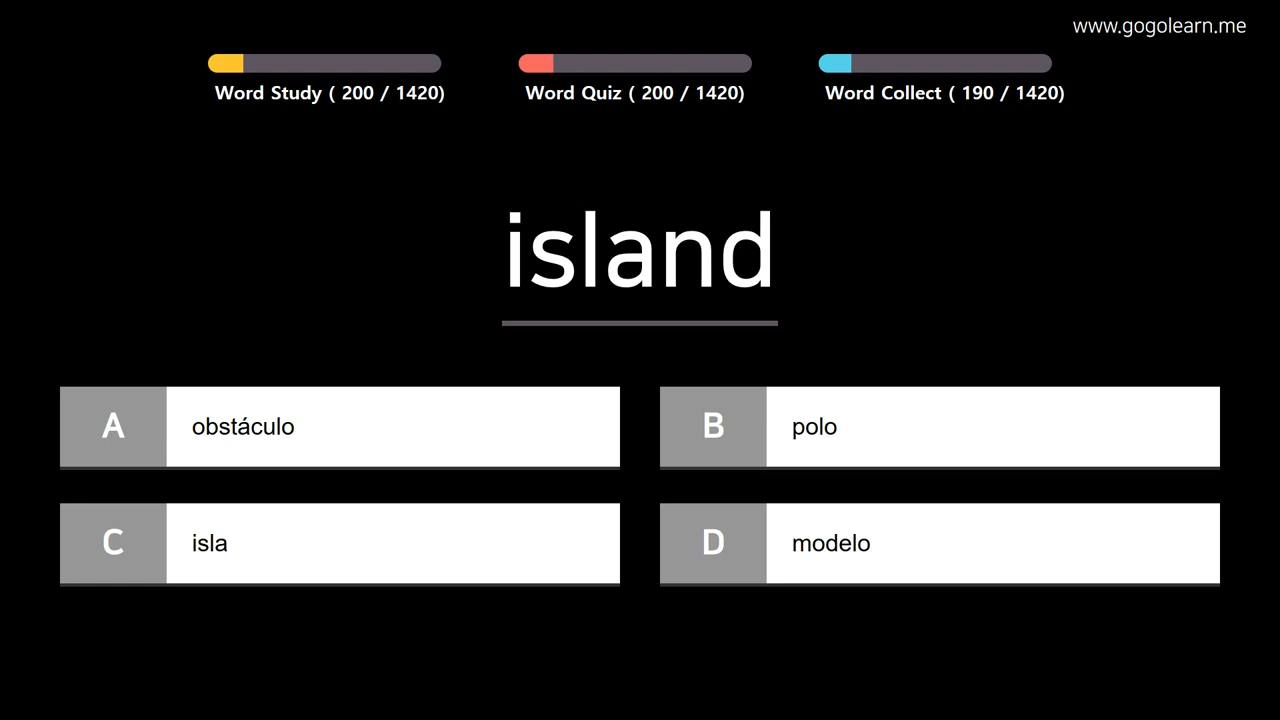 www.gogolearn.me
Word Study ( 200 / 1420)
Word Quiz ( 200 / 1420)
Word Collect ( 190 / 1420)
island
A obstáculo
B polo
C isla
D modelo